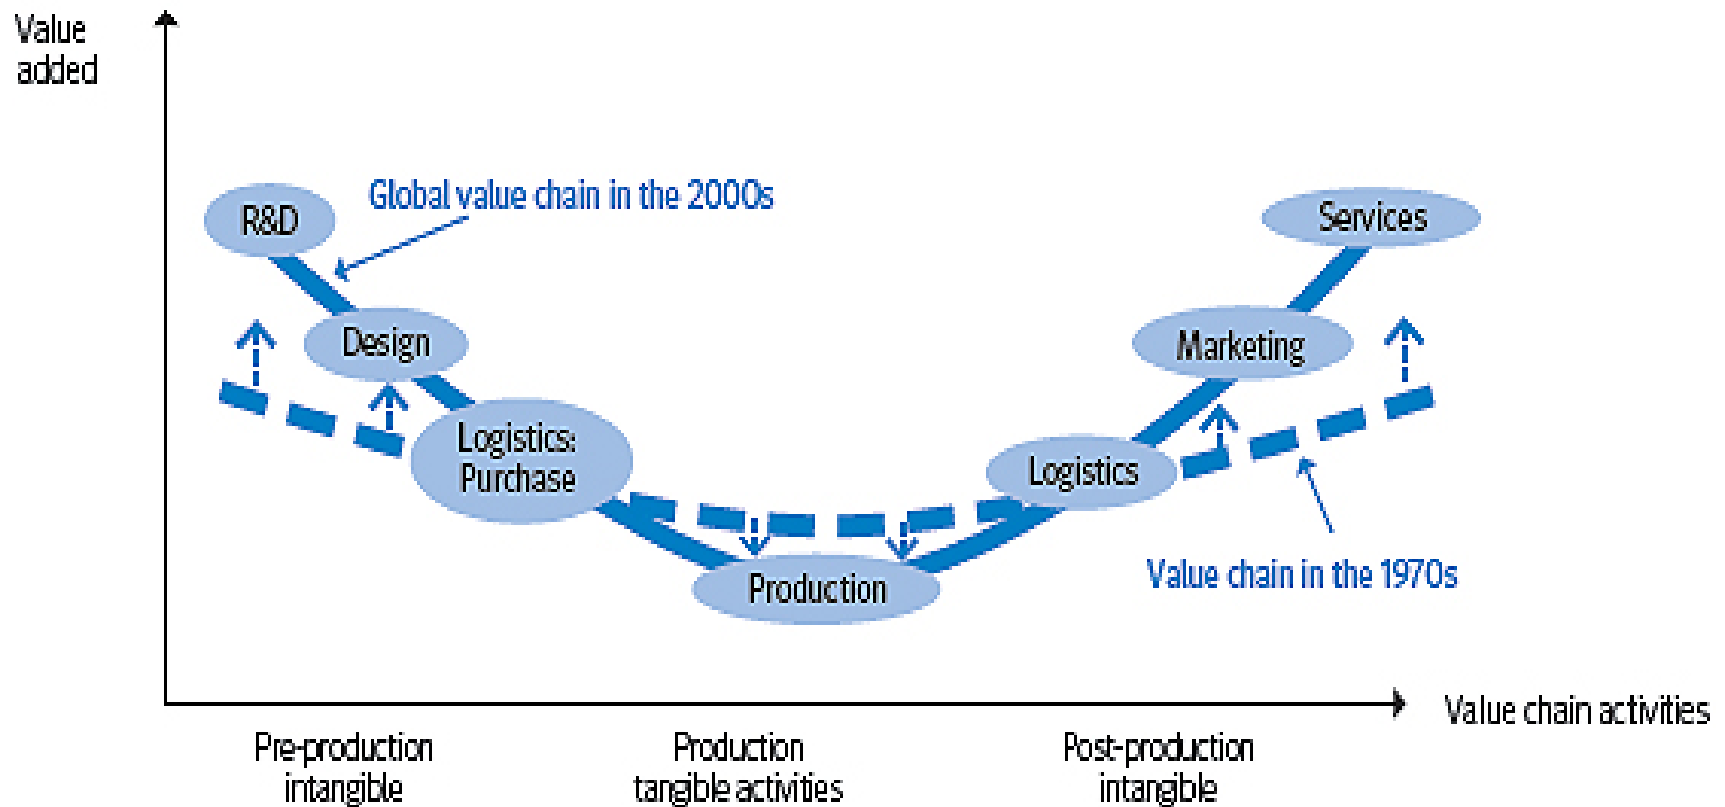 Value
added
Global value chain in the 2000s
R&D
Services
Design
Marketing
Logistics:
Purchase
Logistics
Production
Value chain in the 1970s
Value chain activities
Pre-production
intangible
Production
tangible activities
Post-production
intangible